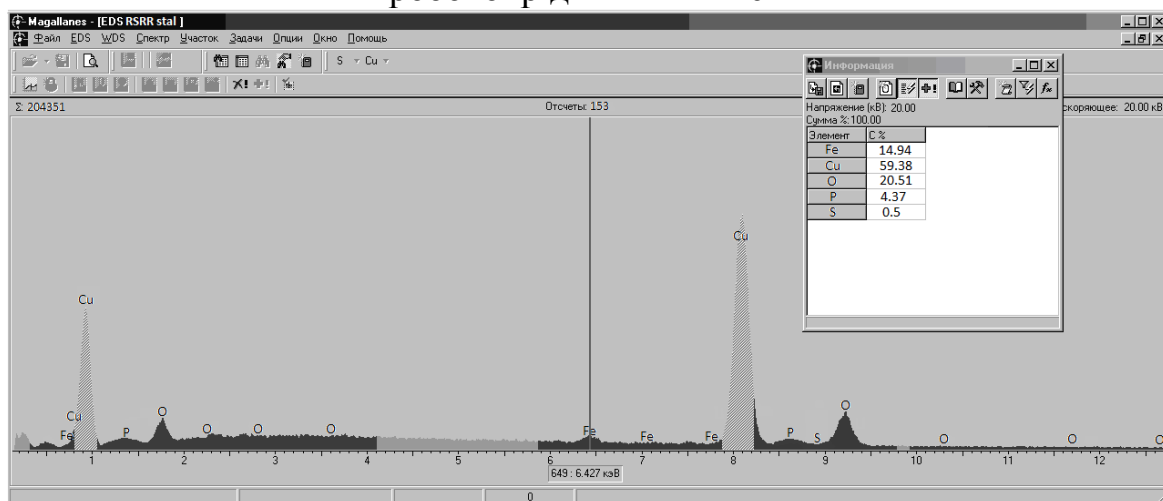 Magallanes - [EDS RSRR stal ]
Файл EDS WDS Спектр Участок Задачи Опции Окно Помощь
S Cu
Σ: 204351 Отсчеты: 153 скоряющее: 20.00 кВ
Информация
Напряжение (кВ): 20.00
Сумма %:100.00
Элемент C %
Fe 14.94
Cu 59.38
O 20.51
P 4.37
S 0.5
Cu
Cu
Cu
Fe
P
O
O
O
O
Fe
Fe
Fe
P
S
O
O
O
O
1 2 3 4 5 6 7 8 9 10 11 12
649 : 6.427 кэВ
0